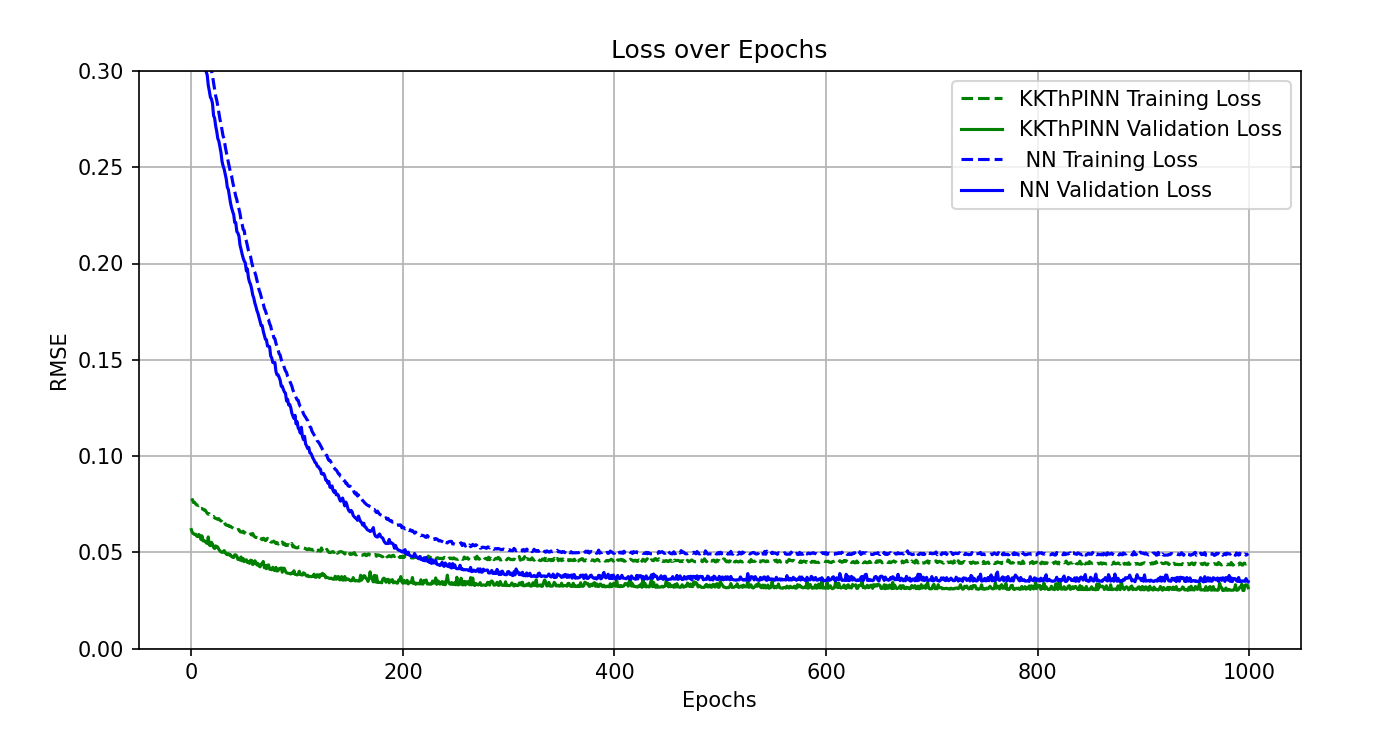 Loss over Epochs
KKThPINN Training Loss
KKThPINN Validation Loss
NN Training Loss
NN Validation Loss
RMSE
0.30
0.25
0.20
0.15
0.10
0.05
0.00
0 200 400 600 800 1000
Epochs